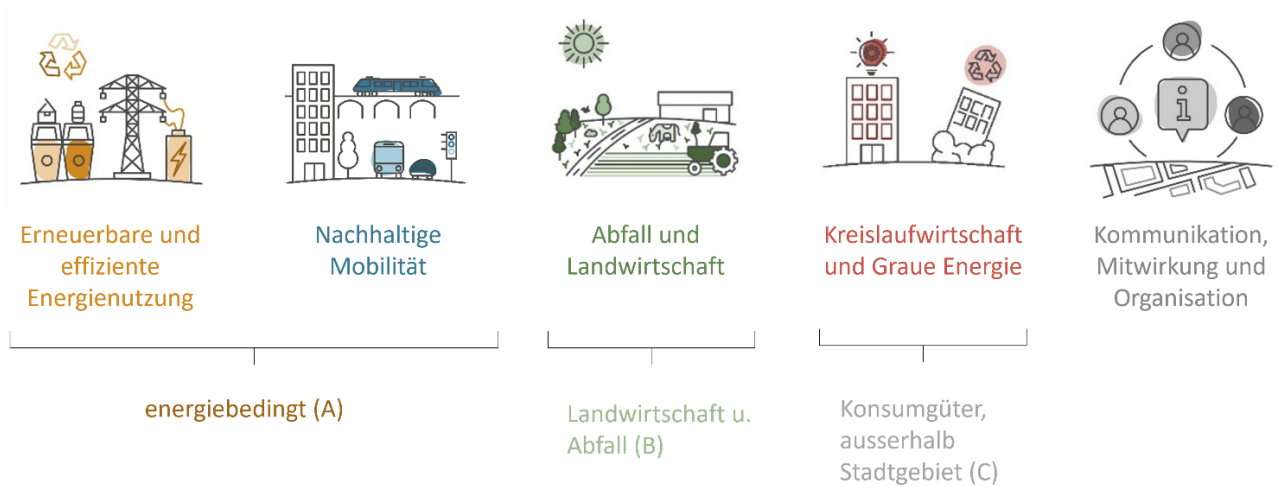 Erneuerbare und
effiziente
Energienutzung
Nachhaltige
Mobilität
Abfall und
Landwirtschaft
Kreislaufwirtschaft
und Graue Energie
Kommunikation,
Mitwirkung und
Organisation
energiebedingt (A)
Landwirtschaft u.
Abfall (B)
Konsumgüter,
ausserhalb
Stadtgebiet (C)